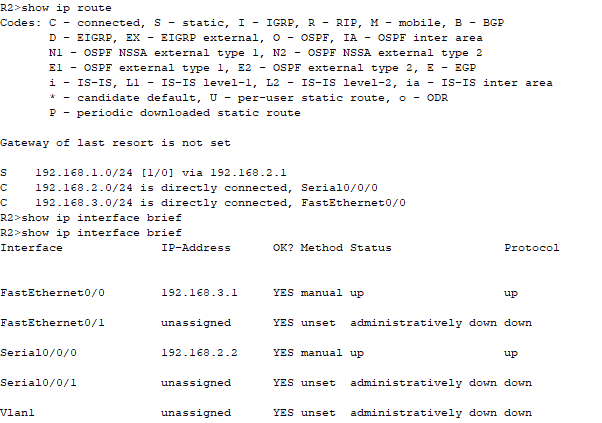 R2>show ip route
Codes: C - connected, S - static, I - IGRP, R - RIP, M - mobile, B - BGP
       D - EIGRP, EX - EIGRP external, O - OSPF, IA - OSPF inter area
       N1 - OSPF NSSA external type 1, N2 - OSPF NSSA external type 2
       E1 - OSPF external type 1, E2 - OSPF external type 2, E - EGP
       i - IS-IS, L1 - IS-IS level-1, L2 - IS-IS level-2, ia - IS-IS inter area
       * - candidate default, U - per-user static route, o - ODR
       P - periodic downloaded static route
Gateway of last resort is not set
S    192.168.1.0/24 [1/0] via 192.168.2.1
C    192.168.2.0/24 is directly connected, Serial0/0/0
C    192.168.3.0/24 is directly connected, FastEthernet0/0
R2>show ip interface brief
R2>show ip interface brief
Interface              IP-Address      OK? Method Status                Protocol
FastEthernet0/0        192.168.3.1     YES manual up                    up
FastEthernet0/1        unassigned      YES unset  administratively down down
Serial0/0/0            192.168.2.2     YES manual up                    up
Serial0/0/1            unassigned      YES unset  administratively down down
Vlan1                  unassigned      YES unset  administratively down down